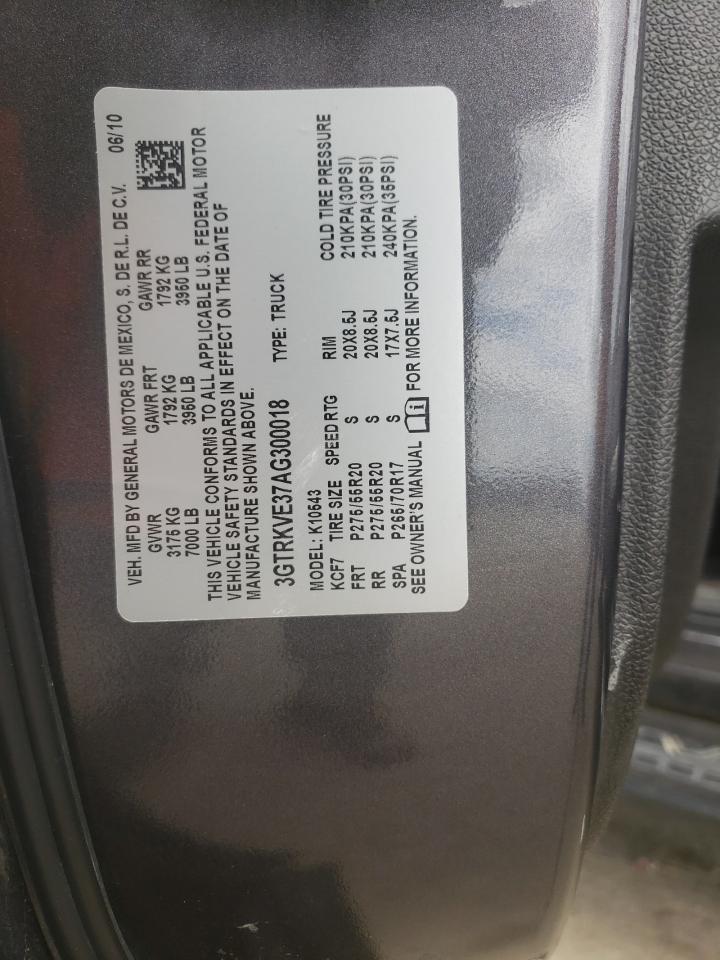 VEH. MFD BY GENERAL MOTORS DE MEXICO, S. DE R.L. DE C.V. 06/10
GVWR GAWR FRT GAWR RR
3175 KG 1792 KG 1792 KG
7000 LB 3950 LB 3950 LB
THIS VEHICLE CONFORMS TO ALL APPLICABLE U.S. FEDERAL MOTOR
VEHICLE SAFETY STANDARDS IN EFFECT ON THE DATE OF
MANUFACTURE SHOWN ABOVE.
3GTRKVE37AG300018 TYPE: TRUCK
MODEL: K10543
KCF7 TIRE SIZE SPEED RTG RIM COLD TIRE PRESSURE
FRT P275/55R20 S 20X8.5J 210KPA(30PSI)
RR P275/55R20 S 20X8.5J 210KPA(30PSI)
SPA P265/70R17 S 17X7.5J 240KPA(35PSI)
SEE OWNER'S MANUAL FOR MORE INFORMATION.